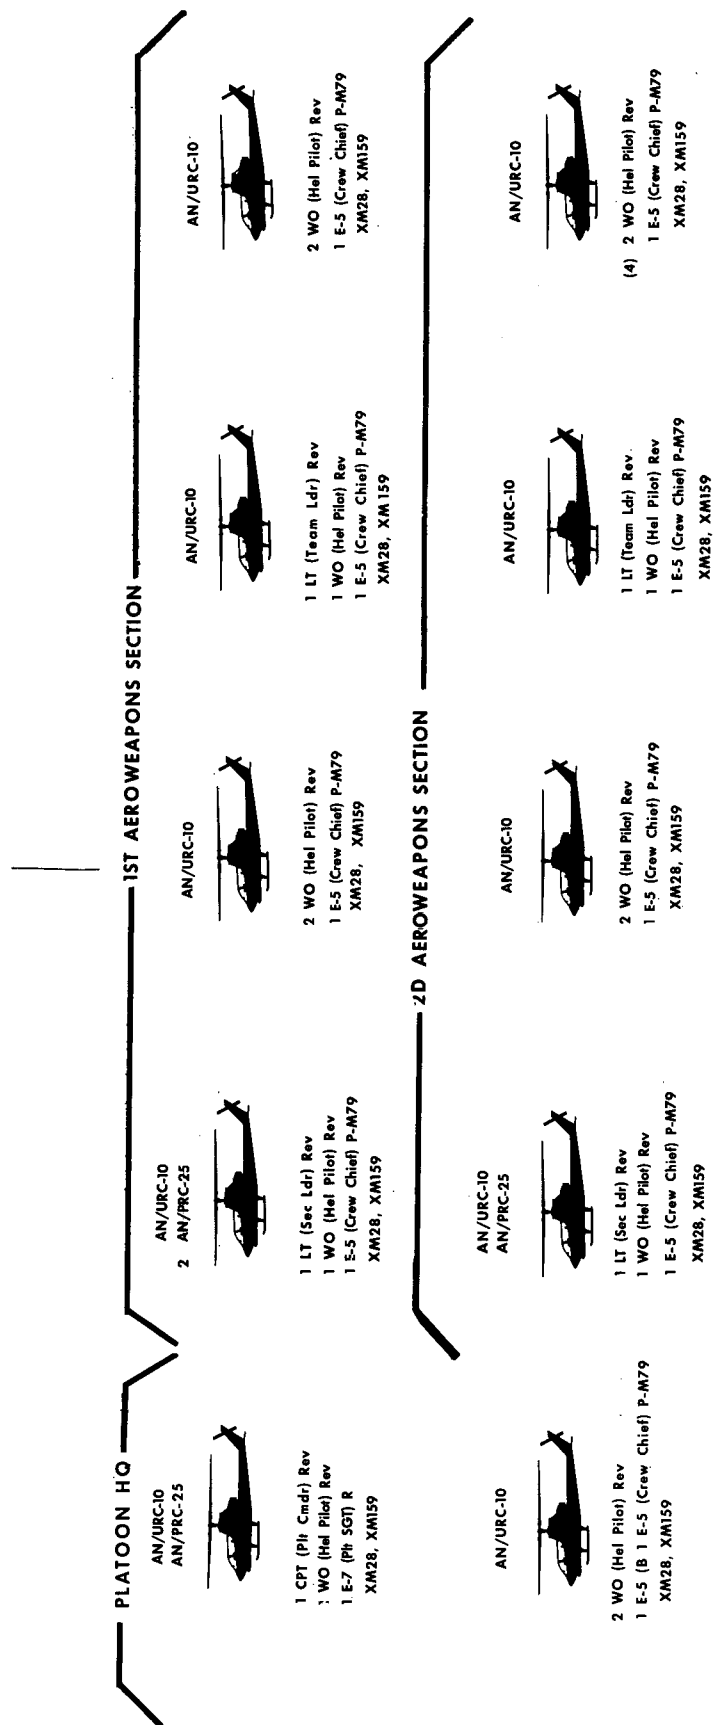 PLATOON HQ
AN/URC-10
AN/PRC-25
1 CPT (Plt Cmdr) Rev
1 WO (Hel Pilot) Rev
1 E-7 (Plt SGT) R
XM28, XM159
AN/URC-10
2 WO (Hel Pilot) Rev
1 E-5 (B 1 E-5 (Crew Chief) P-M79
XM28, XM159
1ST AEROWEAPONS SECTION
AN/URC-10
2 AN/PRC-25
1 LT (Sec Ldr) Rev
1 WO (Hel Pilot) Rev
1 E-5 (Crew Chief) P-M79
XM28, XM159
AN/URC-10
2 WO (Hel Pilot) Rev
1 E-5 (Crew Chief) P-M79
XM28, XM159
AN/URC-10
1 LT (Team Ldr) Rev
1 WO (Hel Pilot) Rev
1 E-5 (Crew Chief) P-M79
XM28, XM159
AN/URC-10
2 WO (Hel Pilot) Rev
1 E-5 (Crew Chief) P-M79
XM28, XM159
2D AEROWEAPONS SECTION
AN/URC-10
AN/PRC-25
1 LT (Sec Ldr) Rev
1 WO (Hel Pilot) Rev
1 E-5 (Crew Chief) P-M79
XM28, XM159
AN/URC-10
2 WO (Hel Pilot) Rev
1 E-5 (Crew Chief) P-M79
XM28, XM159
AN/URC-10
1 LT (Team Ldr) Rev.
1 WO (Hel Pilot) Rev
1 E-5 (Crew Chief) P-M79
XM28, XM159
AN/URC-10
(4) 2 WO (Hel Pilot) Rev
1 E-5 (Crew Chief) P-M79
XM28, XM159